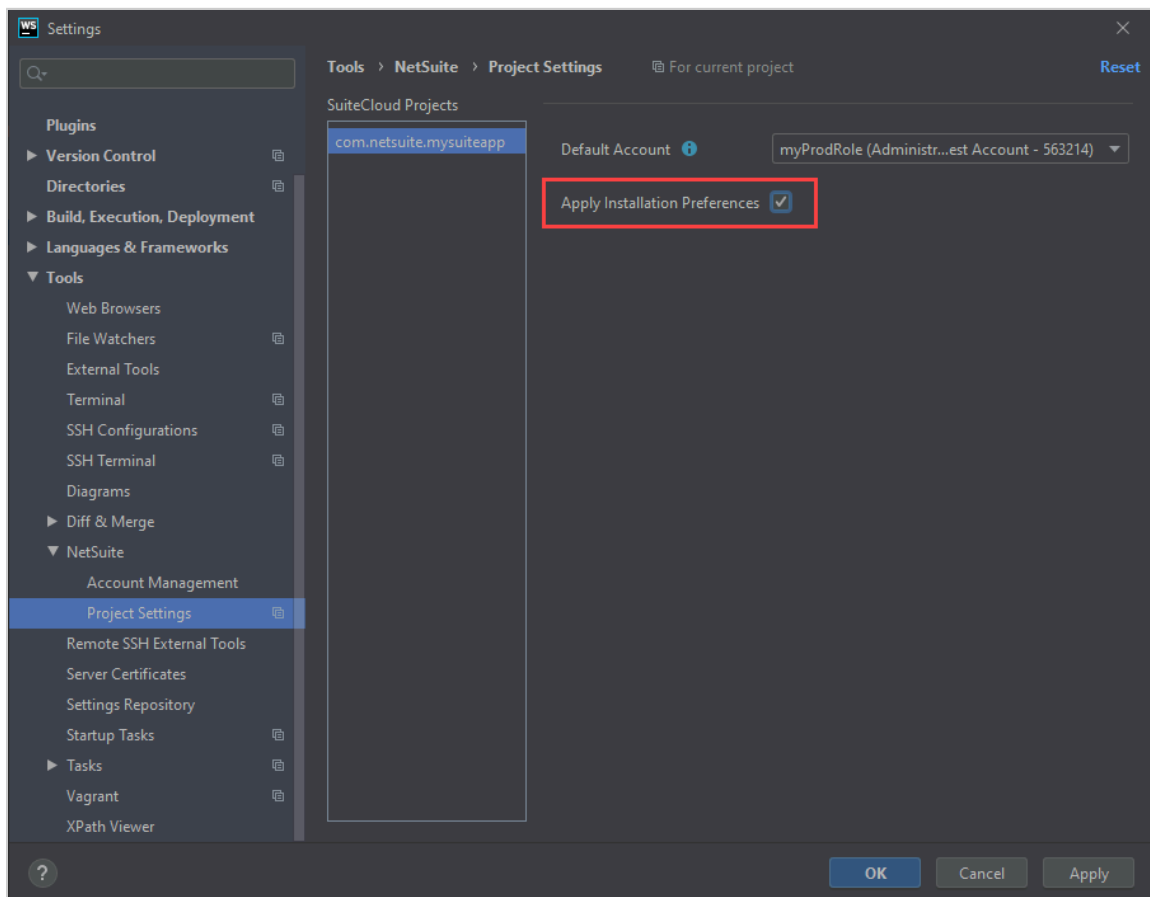 WS Settings
Tools › NetSuite › Project Settings For current project Reset
SuiteCloud Projects
com.netsuite.mysuiteapp
Default Account
myProdRole (Administr...est Account - 563214)
Apply Installation Preferences
Plugins
Version Control
Directories
Build, Execution, Deployment
Languages & Frameworks
Tools
Web Browsers
File Watchers
External Tools
Terminal
SSH Configurations
SSH Terminal
Diagrams
Diff & Merge
NetSuite
Account Management
Project Settings
Remote SSH External Tools
Server Certificates
Settings Repository
Startup Tasks
Tasks
Vagrant
XPath Viewer
?
OK Cancel Apply